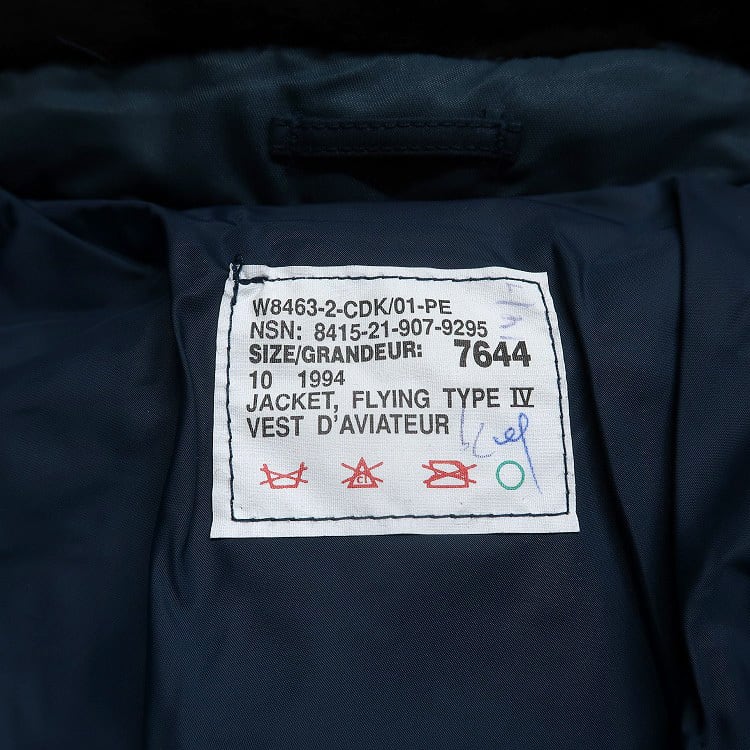 W8463-2-CDK/01-PE
NSN: 8415-21-907-9295
SIZE/GRANDEUR: 7644
10 1994
JACKET, FLYING TYPE IV
VEST D'AVIATEUR
cl